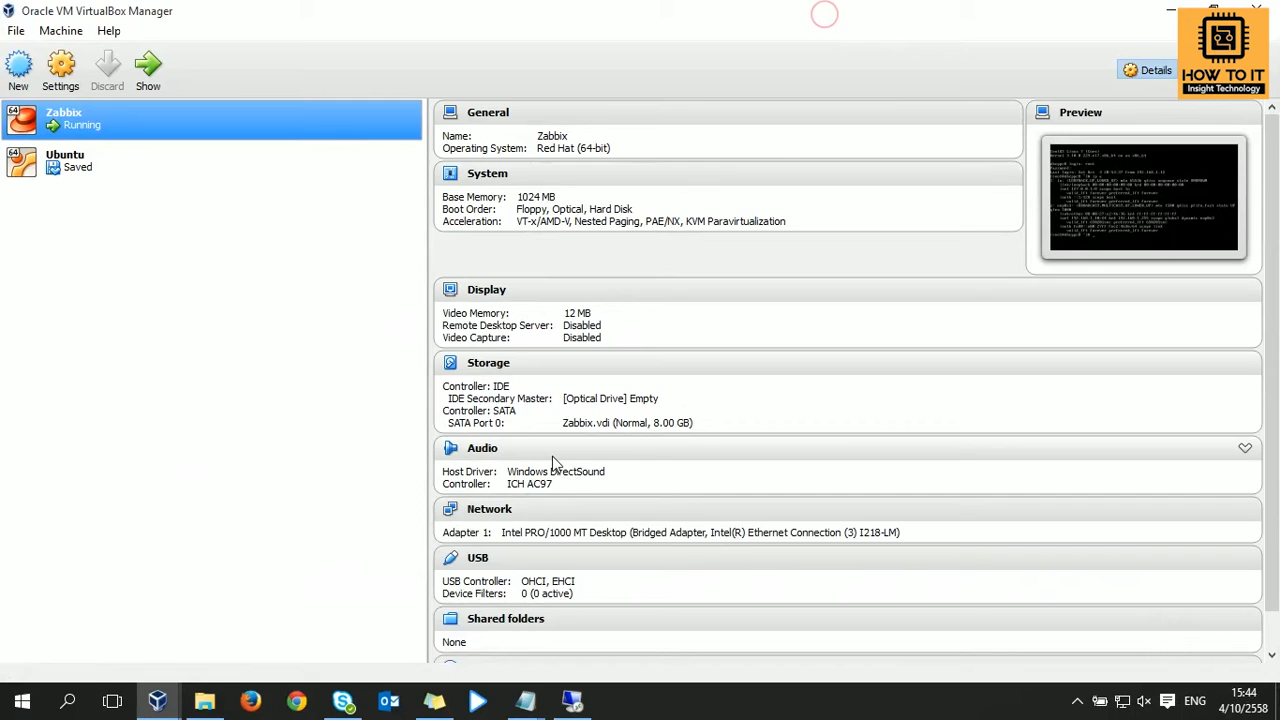 Oracle VM VirtualBox Manager
File Machine Help
New Settings Discard Show
Details
HOW TO IT
Insight Technology
64 Zabbix
Running
64 Ubuntu
Saved
General
Name: Zabbix
Operating System: Red Hat (64-bit)
System
Base Memory: 1024 MB
Boot Order: Floppy, Optical, Hard Disk
Acceleration: VT-x/AMD-V, Nested Paging, PAE/NX, KVM Paravirtualization
Preview
Display
Video Memory: 12 MB
Remote Desktop Server: Disabled
Video Capture: Disabled
Storage
Controller: IDE
IDE Secondary Master: [Optical Drive] Empty
Controller: SATA
SATA Port 0: Zabbix.vdi (Normal, 8.00 GB)
Audio
Host Driver: Windows DirectSound
Controller: ICH AC97
Network
Adapter 1: Intel PRO/1000 MT Desktop (Bridged Adapter, Intel(R) Ethernet Connection (3) I218-LM)
USB
USB Controller: OHCI, EHCI
Device Filters: 0 (0 active)
Shared folders
None
ENG
15:44
4/10/2558